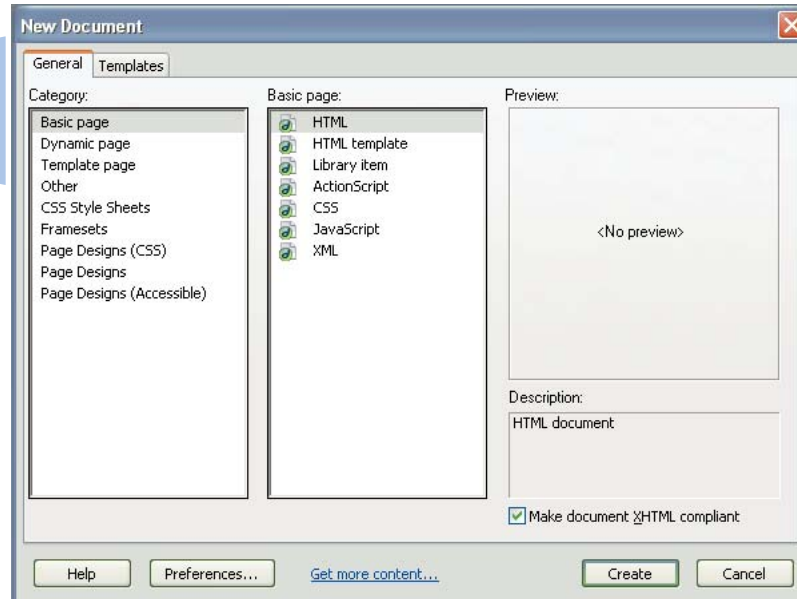 New Document
General
Templates
Category:
Basic page
Dynamic page
Template page
Other
CSS Style Sheets
Framesets
Page Designs (CSS)
Page Designs
Page Designs (Accessible)
Basic page:
HTML
HTML template
Library item
ActionScript
CSS
JavaScript
XML
Preview:
<No preview>
Description:
HTML document
Make document XHTML compliant
Help
Preferences...
Get more content...
Create
Cancel